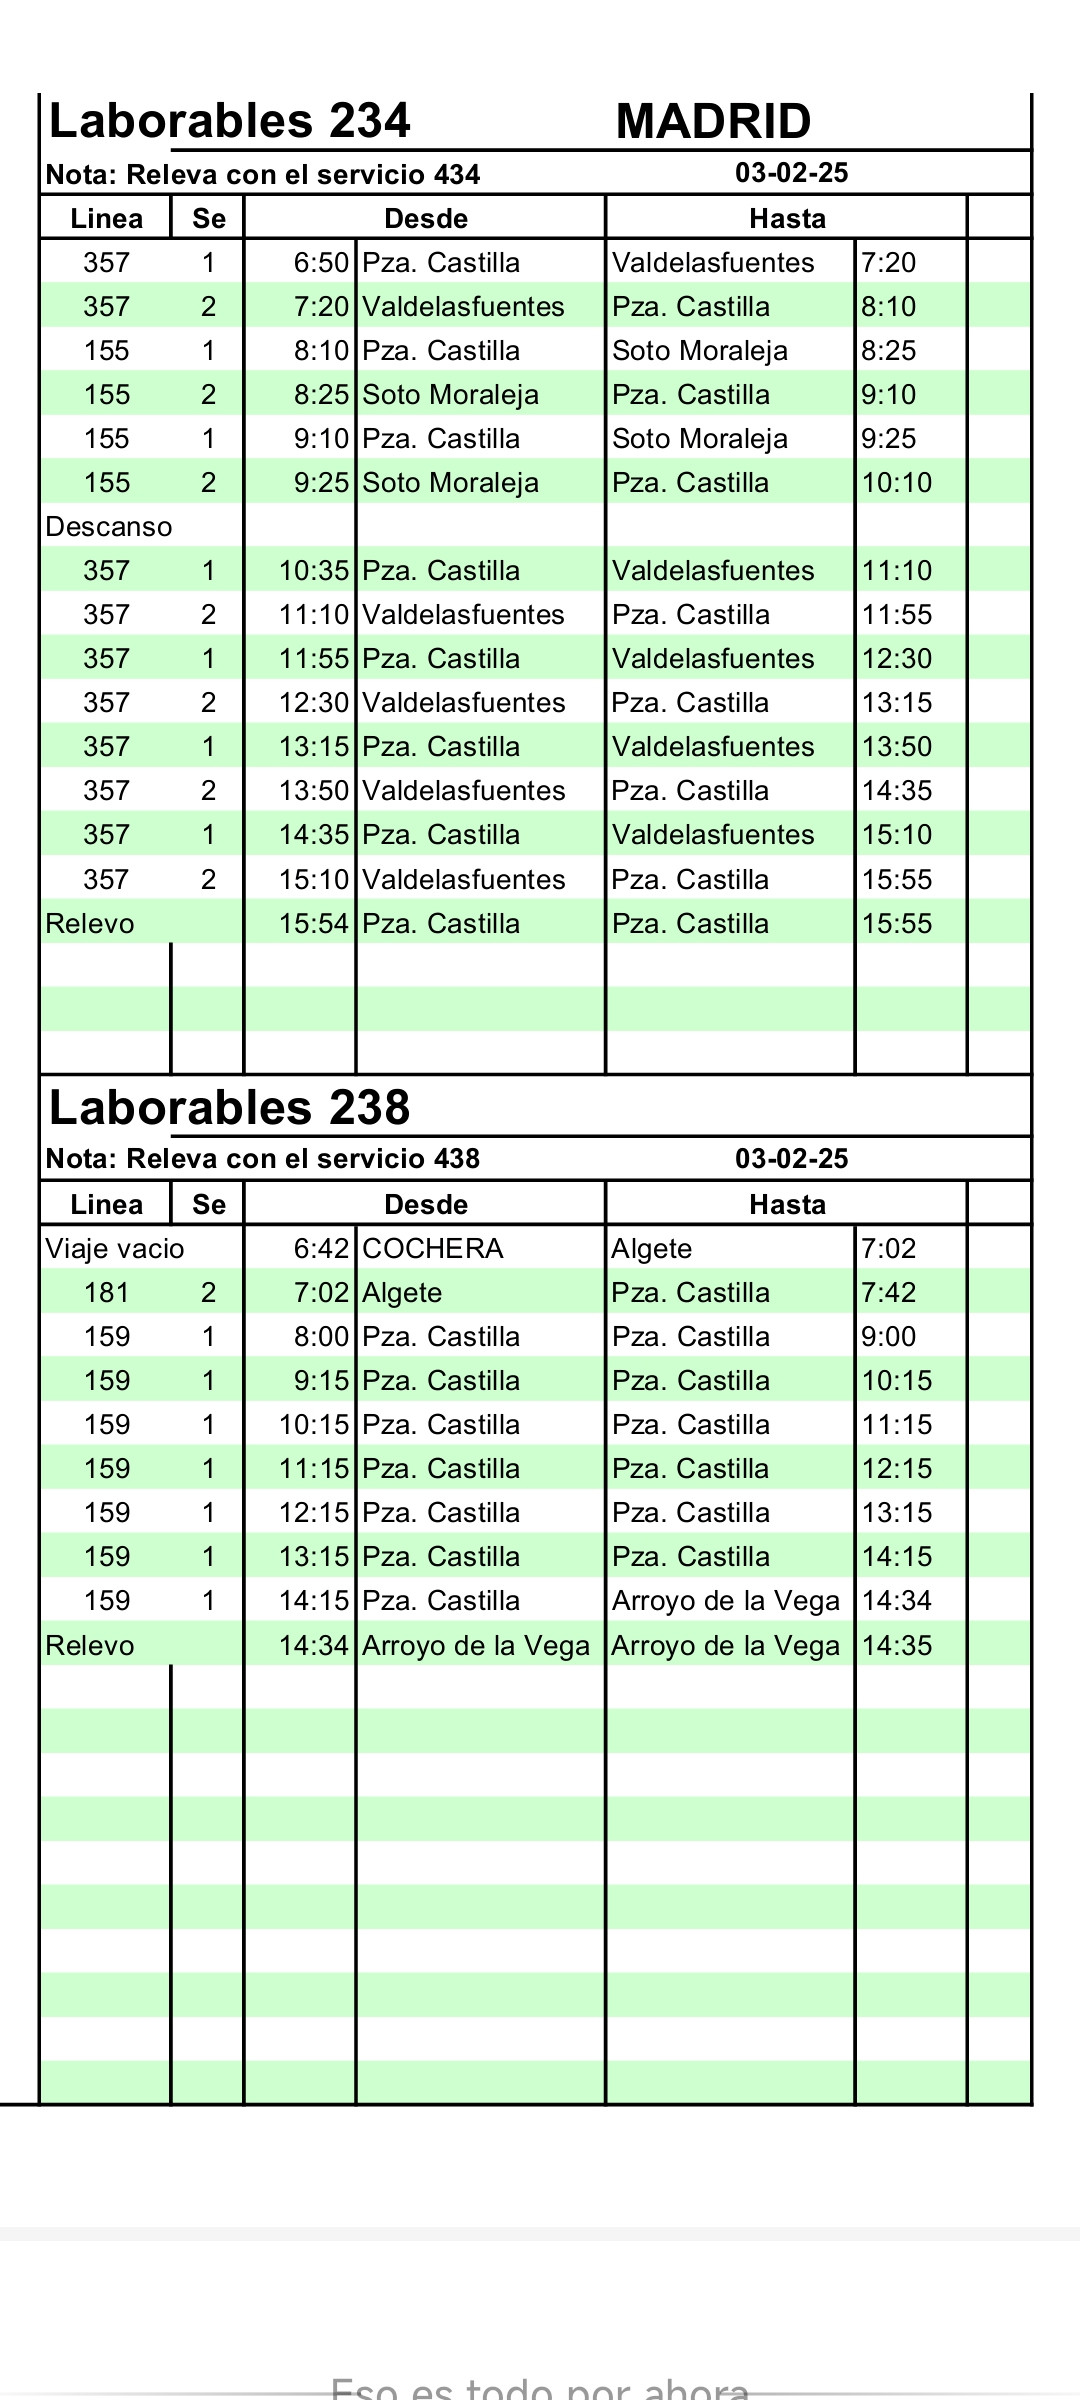 Laborables 234 MADRID
Nota: Releva con el servicio 434 03-02-25
Linea Se Desde Hasta
357 1 6:50 Pza. Castilla Valdelasfuentes 7:20
357 2 7:20 Valdelasfuentes Pza. Castilla 8:10
155 1 8:10 Pza. Castilla Soto Moraleja 8:25
155 2 8:25 Soto Moraleja Pza. Castilla 9:10
155 1 9:10 Pza. Castilla Soto Moraleja 9:25
155 2 9:25 Soto Moraleja Pza. Castilla 10:10
Descanso
357 1 10:35 Pza. Castilla Valdelasfuentes 11:10
357 2 11:10 Valdelasfuentes Pza. Castilla 11:55
357 1 11:55 Pza. Castilla Valdelasfuentes 12:30
357 2 12:30 Valdelasfuentes Pza. Castilla 13:15
357 1 13:15 Pza. Castilla Valdelasfuentes 13:50
357 2 13:50 Valdelasfuentes Pza. Castilla 14:35
357 1 14:35 Pza. Castilla Valdelasfuentes 15:10
357 2 15:10 Valdelasfuentes Pza. Castilla 15:55
Relevo 15:54 Pza. Castilla Pza. Castilla 15:55
Laborables 238
Nota: Releva con el servicio 438 03-02-25
Linea Se Desde Hasta
Viaje vacio 6:42 COCHERA Algete 7:02
181 2 7:02 Algete Pza. Castilla 7:42
159 1 8:00 Pza. Castilla Pza. Castilla 9:00
159 1 9:15 Pza. Castilla Pza. Castilla 10:15
159 1 10:15 Pza. Castilla Pza. Castilla 11:15
159 1 11:15 Pza. Castilla Pza. Castilla 12:15
159 1 12:15 Pza. Castilla Pza. Castilla 13:15
159 1 13:15 Pza. Castilla Pza. Castilla 14:15
159 1 14:15 Pza. Castilla Arroyo de la Vega 14:34
Relevo 14:34 Arroyo de la Vega Arroyo de la Vega 14:35
Eso es todo por ahora